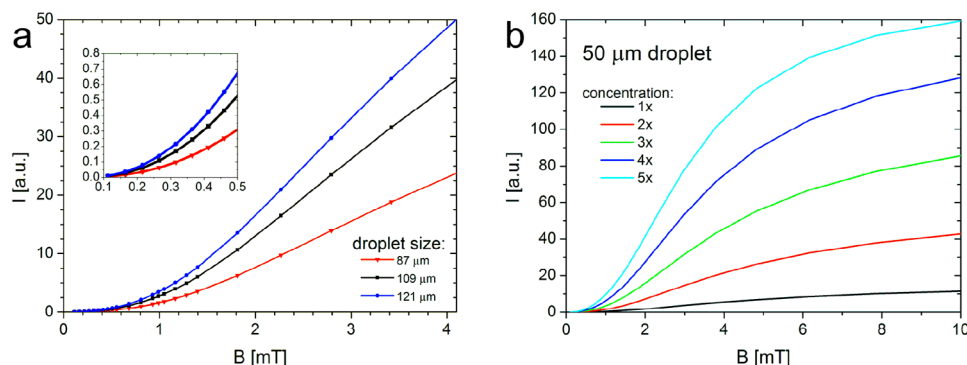 a
50
40
30
20
10
0
I [a.u.]
0 1 2 3 4
B [mT]
0.8
0.7
0.6
0.5
0.4
0.3
0.2
0.1
0.0
0.1 0.2 0.3 0.4 0.5
droplet size:
87 μm
109 μm
121 μm
b
160
140
120
100
80
60
40
20
0
I [a.u.]
0 2 4 6 8 10
B [mT]
50 μm droplet
concentration:
1x
2x
3x
4x
5x